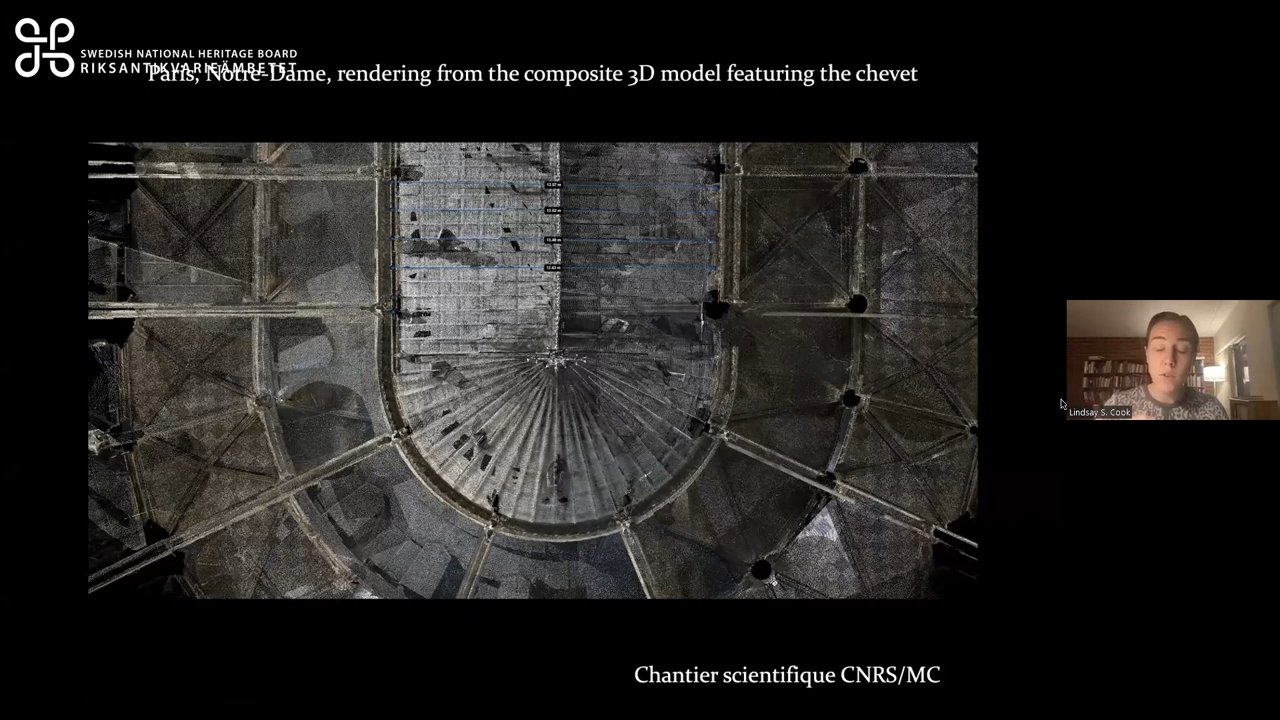 SWEDISH NATIONAL HERITAGE BOARD
RIKSANTIKVARIEÄMBETET
Paris, Notre-Dame, rendering from the composite 3D model featuring the chevet
Lindsay S. Cook
Chantier scientifique CNRS/MC